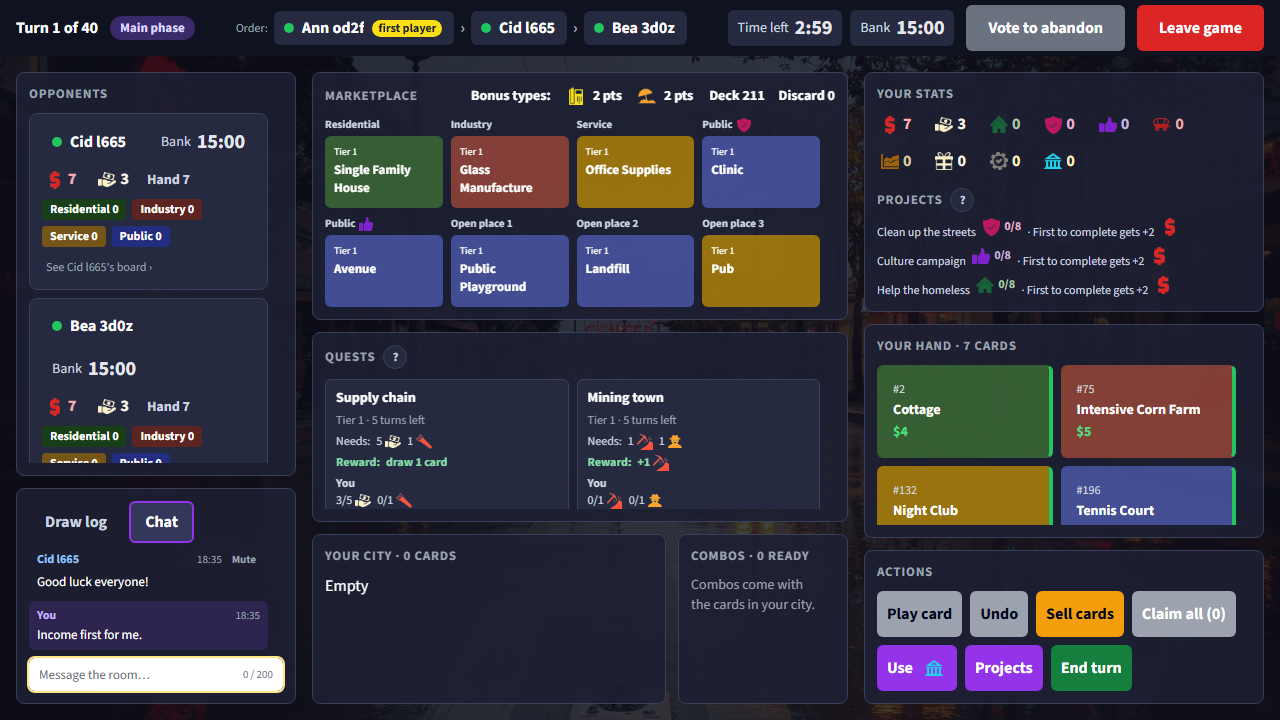 Turn 1 of 40 Main phase Order: Ann od2f first player › Cid l665 › Bea 3d0z Time left 2:59 Bank 15:00 Vote to abandon Leave game
OPPONENTS
Cid l665 Bank 15:00
7 3 Hand 7
Residential 0 Industry 0
Service 0 Public 0
See Cid l665's board ›
Bea 3d0z
Bank 15:00
7 3 Hand 7
Residential 0 Industry 0
Service 0 Public 0
Draw log Chat
Cid l665 18:35 Mute
Good luck everyone!
You 18:35
Income first for me.
Message the room… 0 / 200
MARKETPLACE Bonus types: 2 pts 2 pts Deck 211 Discard 0
Residential Industry Service Public
Tier 1 Tier 1 Tier 1 Tier 1
Single Family House Glass Manufacture Office Supplies Clinic
Public Open place 1 Open place 2 Open place 3
Tier 1 Tier 1 Tier 1 Tier 1
Avenue Public Playground Landfill Pub
QUESTS ?
Supply chain
Tier 1 · 5 turns left
Needs: 5 1
Reward: draw 1 card
You
3/5 0/1
Mining town
Tier 1 · 5 turns left
Needs: 1 1
Reward: +1
You
0/1 0/1
YOUR CITY · 0 CARDS
Empty
COMBOS · 0 READY
Combos come with
the cards in your city.
YOUR STATS
$ 7 3 0 0 0 0
0 0 0 0
PROJECTS ?
Clean up the streets 0/8 · First to complete gets +2 $
Culture campaign 0/8 · First to complete gets +2 $
Help the homeless 0/8 · First to complete gets +2 $
YOUR HAND · 7 CARDS
#2 #75
Cottage Intensive Corn Farm
$4 $5
#132 #196
Night Club Tennis Court
ACTIONS
Play card Undo Sell cards Claim all (0)
Use Projects End turn